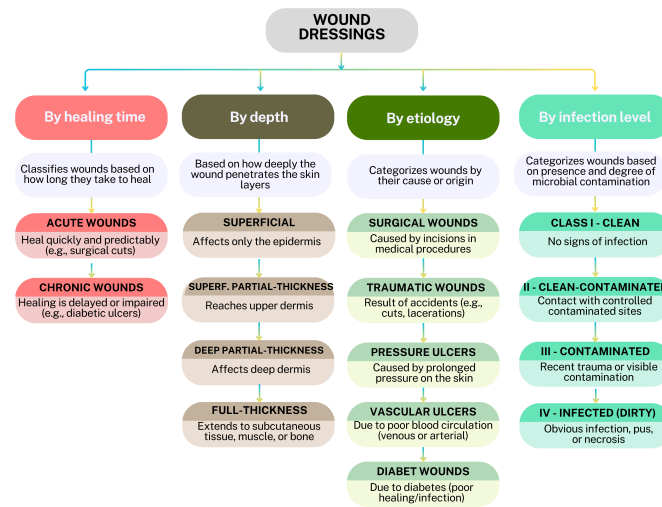 WOUND
DRESSINGS
By healing time
By depth
By etiology
By infection level
Classifies wounds based on
how long they take to heal
Based on how deeply the
wound penetrates the skin
layers
Categorizes wounds by
their cause or origin
Categorizes wounds based
on presence and degree of
microbial contamination
ACUTE WOUNDS
Heal quickly and predictably
(e.g., surgical cuts)
SUPERFICIAL
Affects only the epidermis
SURGICAL WOUNDS
Caused by incisions in
medical procedures
CLASS I - CLEAN
No signs of infection
CHRONIC WOUNDS
Healing is delayed or impaired
(e.g., diabetic ulcers)
SUPERF. PARTIAL-THICKNESS
Reaches upper dermis
TRAUMATIC WOUNDS
Result of accidents (e.g.,
cuts, lacerations)
II - CLEAN-CONTAMINATED
Contact with controlled
contaminated sites
DEEP PARTIAL-THICKNESS
Affects deep dermis
PRESSURE ULCERS
Caused by prolonged
pressure on the skin
III - CONTAMINATED
Recent trauma or visible
contamination
FULL-THICKNESS
Extends to subcutaneous
tissue, muscle, or bone
VASCULAR ULCERS
Due to poor blood circulation
(venous or arterial)
IV - INFECTED (DIRTY)
Obvious infection, pus,
or necrosis
DIABET WOUNDS
Due to diabetes (poor
healing/infection)